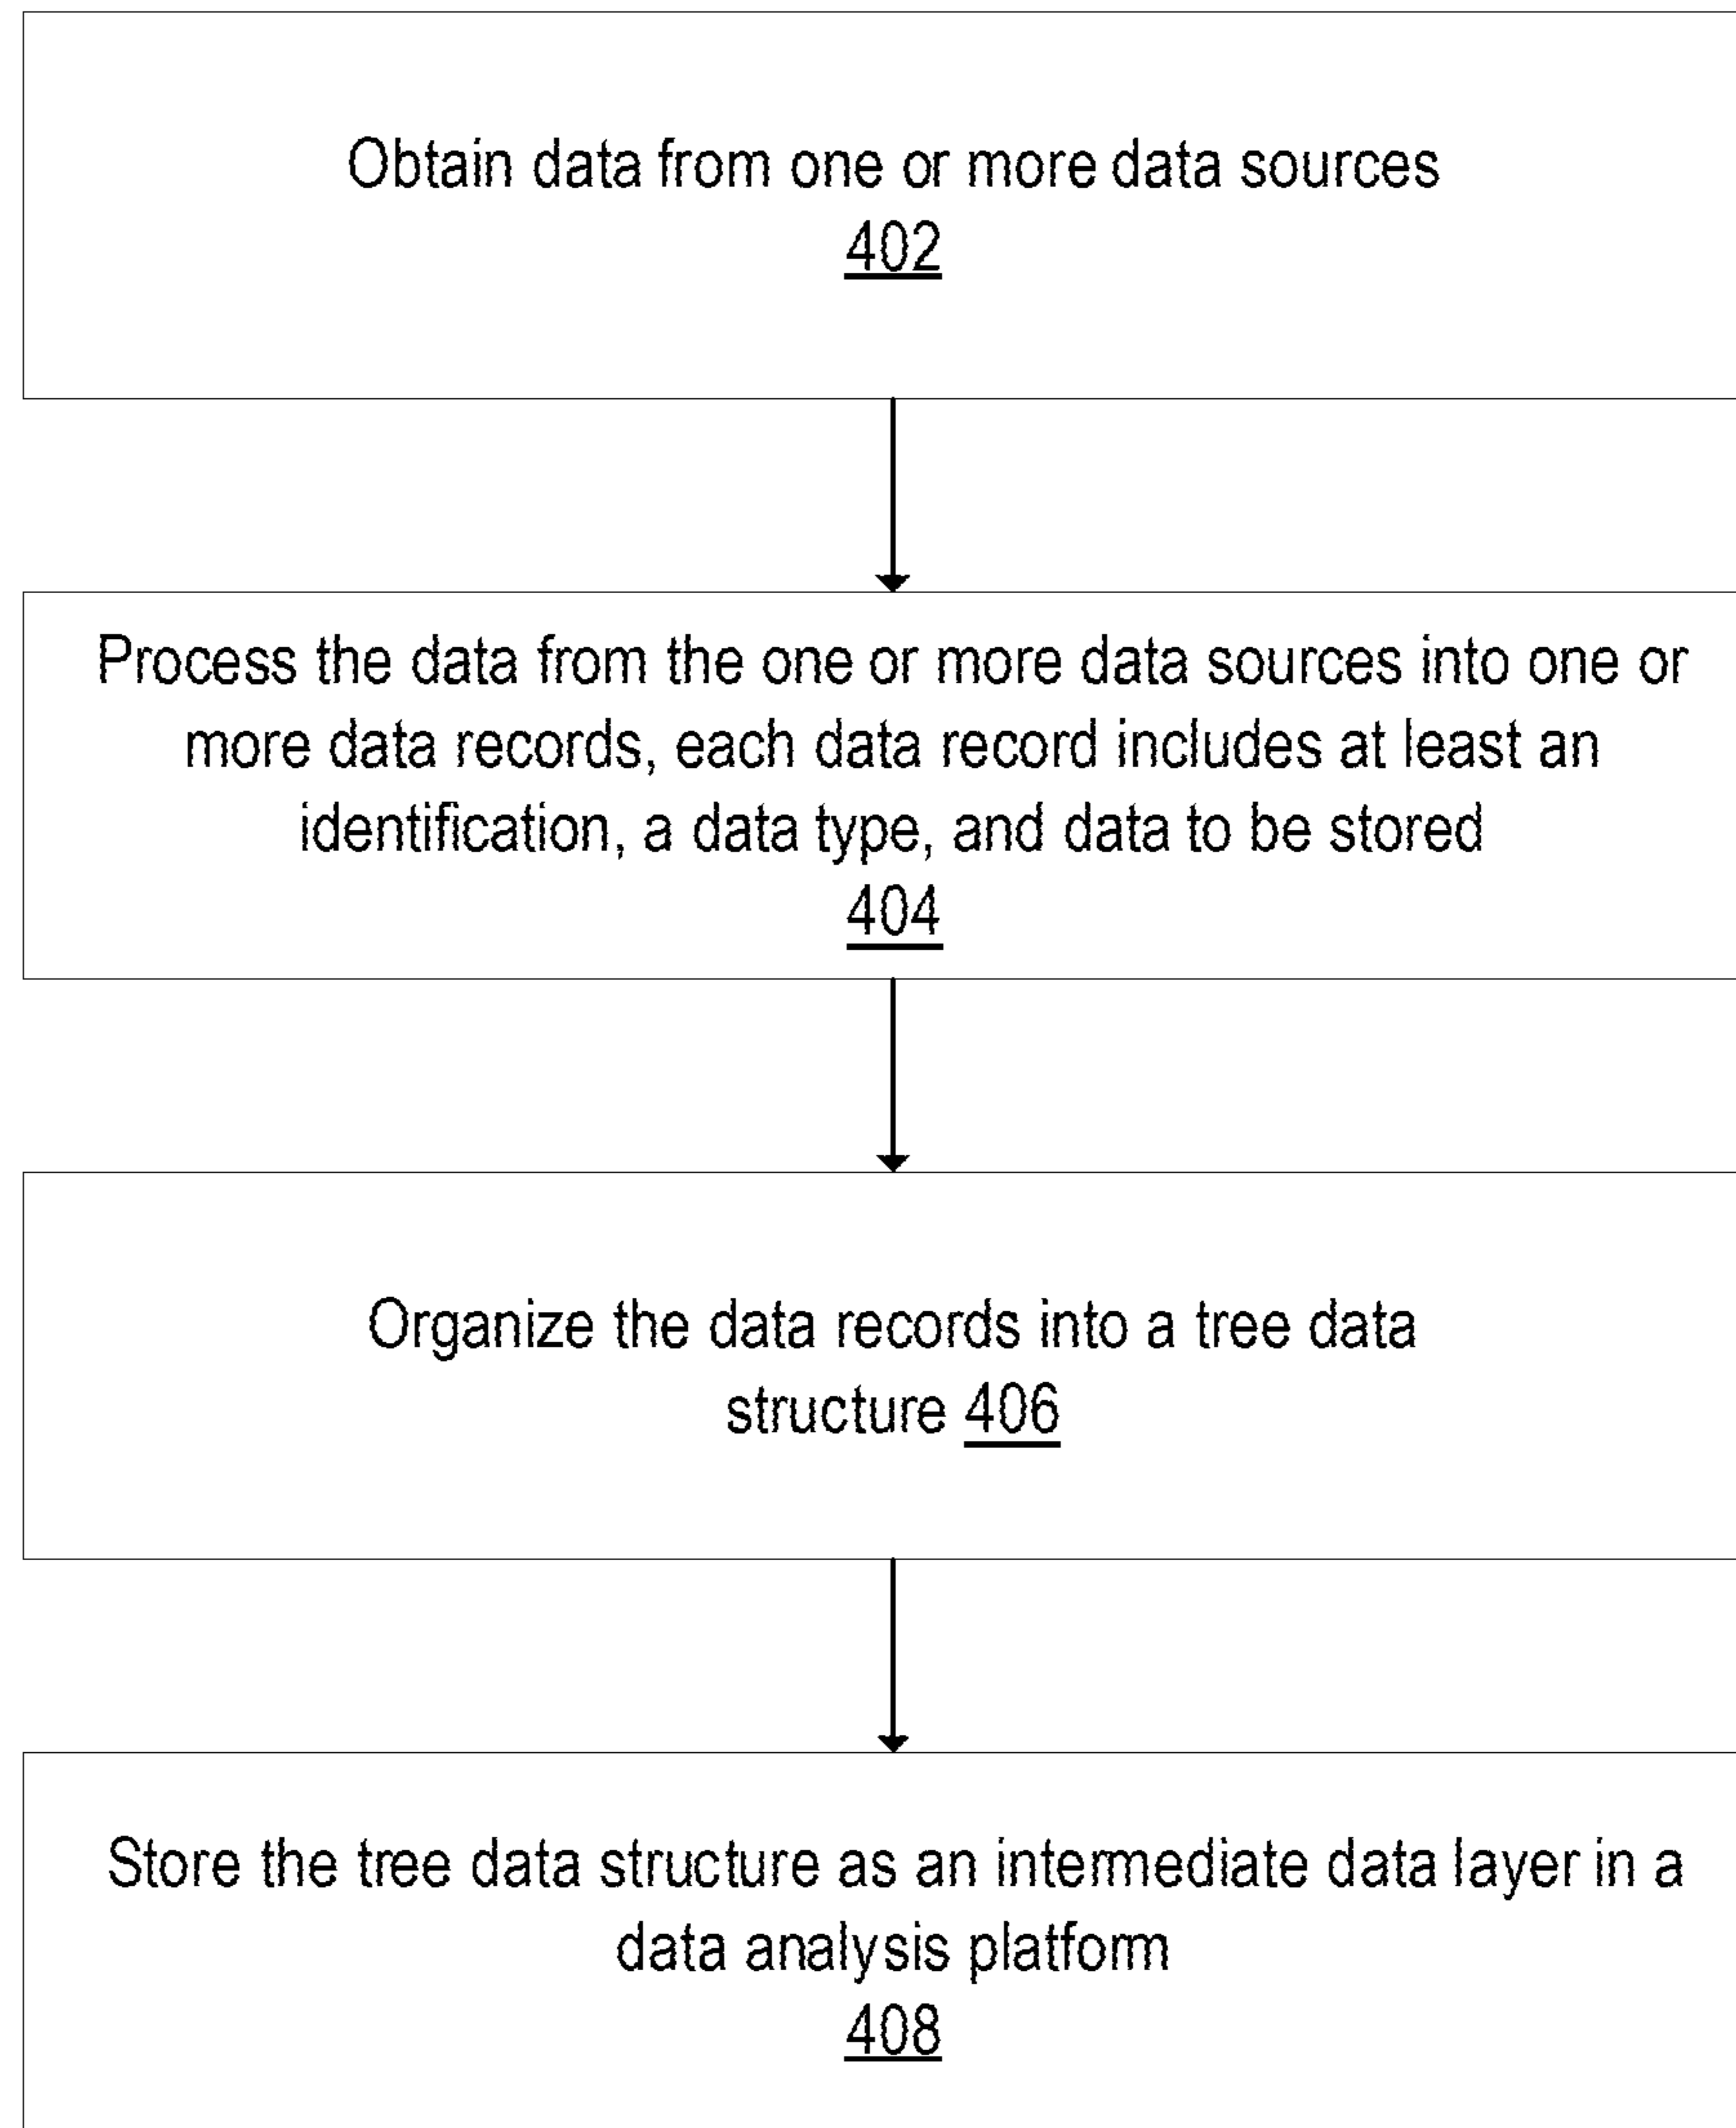 Obtain data from one or more data sources
402
Process the data from the one or more data sources into one or
more data records, each data record includes at least an
identification, a data type, and data to be stored
404
Organize the data records into a tree data
structure 406
Store the tree data structure as an intermediate data layer in a
data analysis platform
408